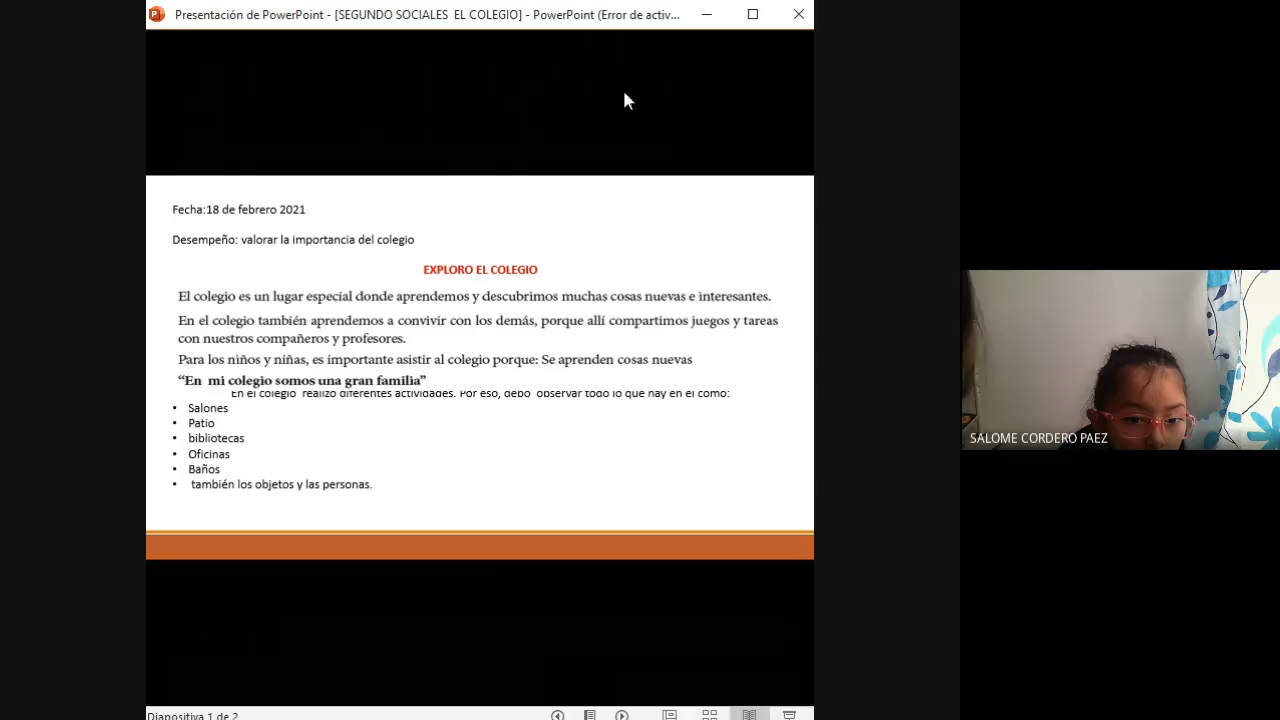 Presentación de PowerPoint - [SEGUNDO SOCIALES EL COLEGIO] - PowerPoint (Error de activ...
Fecha:18 de febrero 2021
Desempeño: valorar la importancia del colegio
EXPLORO EL COLEGIO
El colegio es un lugar especial donde aprendemos y descubrimos muchas cosas nuevas e interesantes.
En el colegio también aprendemos a convivir con los demás, porque allí compartimos juegos y tareas
con nuestros compañeros y profesores.
Para los niños y niñas, es importante asistir al colegio porque: Se aprenden cosas nuevas
“En mi colegio somos una gran familia”
En el colegio realizo diferentes actividades. Por eso, debo observar todo lo que hay en el como:
• Salones
• Patio
• bibliotecas
• Oficinas
• Baños
• también los objetos y las personas.
SALOME CORDERO PAEZ
Diapositiva 1 de 2